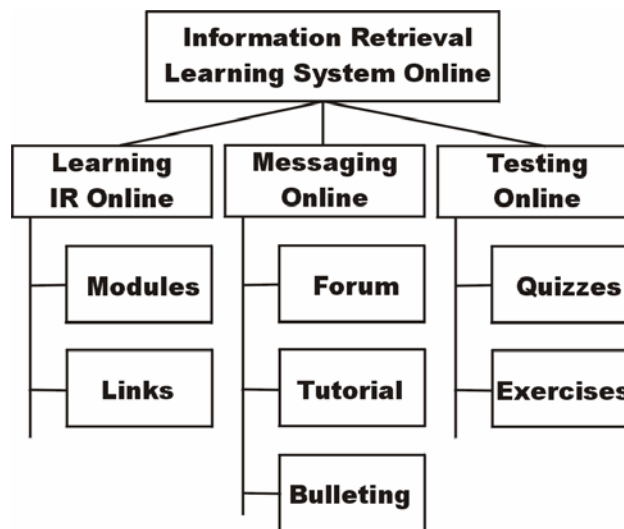 Information Retrieval
Learning System Online
Learning
IR Online
Messaging
Online
Testing
Online
Modules
Forum
Quizzes
Links
Tutorial
Exercises
Bulleting